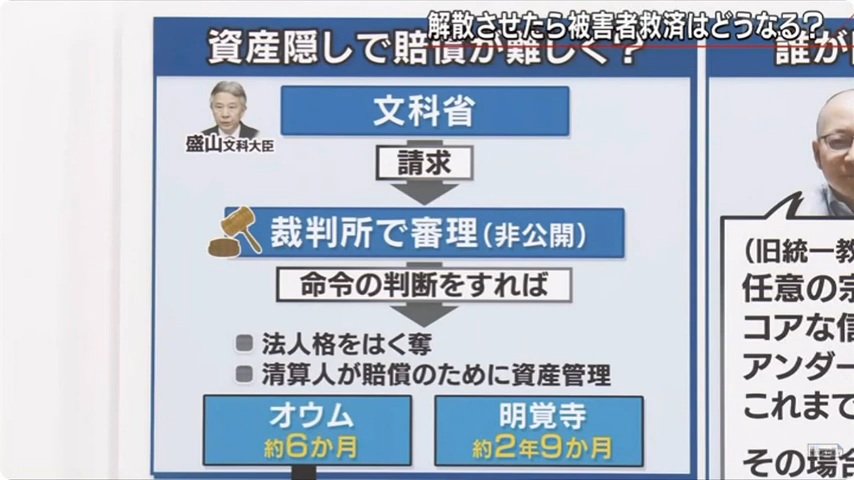 解散させたら被害者救済はどうなる?
資産隠しで賠償が難しく?
文科省
盛山文科大臣
請求
裁判所で審理(非公開)
命令の判断をすれば
法人格をはく奪
清算人が賠償のために資産管理
オウム
約6か月
明覚寺
約2年9か月
誰が
(旧統一教
任意の宗
コアな信
アンダー
これまで
その場合